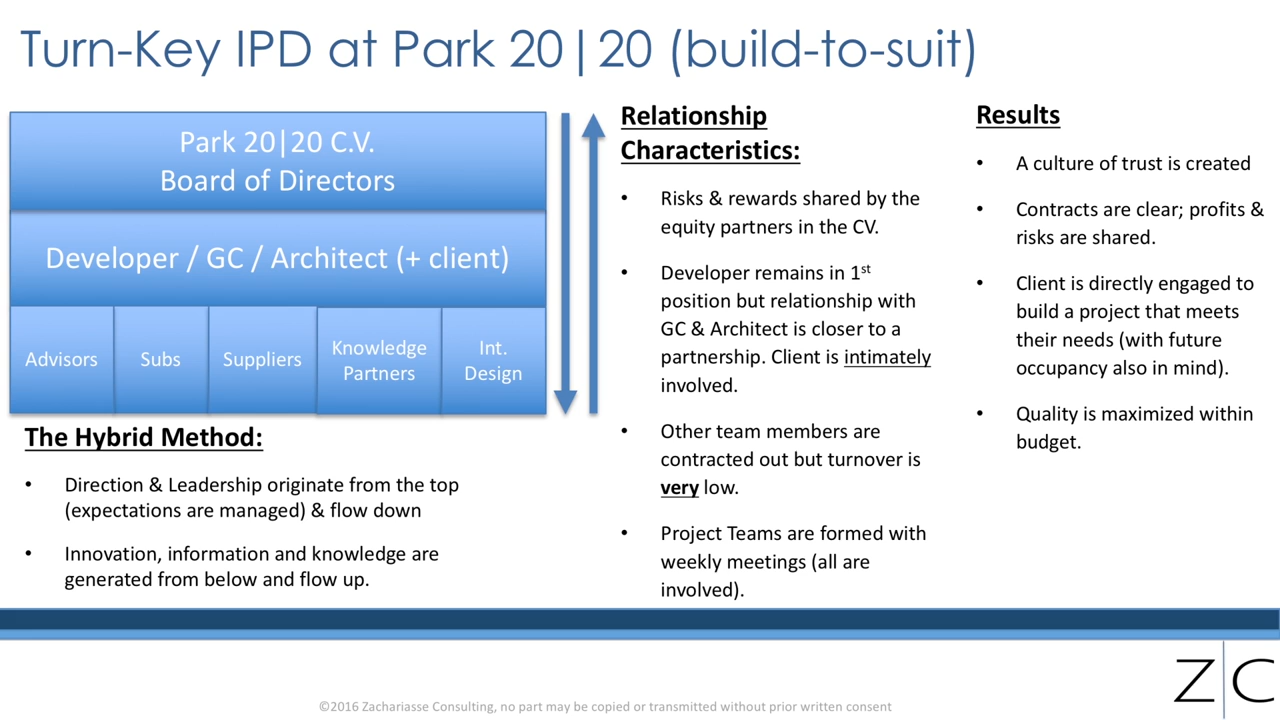 Turn-Key IPD at Park 20|20 (build-to-suit)
Park 20|20 C.V.
Board of Directors
Developer / GC / Architect (+ client)
Advisors
Subs
Suppliers
Knowledge
Partners
Int.
Design
The Hybrid Method:
• Direction & Leadership originate from the top
(expectations are managed) & flow down
• Innovation, information and knowledge are
generated from below and flow up.
Relationship
Characteristics:
• Risks & rewards shared by the
equity partners in the CV.
• Developer remains in 1st
position but relationship with
GC & Architect is closer to a
partnership. Client is intimately
involved.
• Other team members are
contracted out but turnover is
very low.
• Project Teams are formed with
weekly meetings (all are
involved).
Results
• A culture of trust is created
• Contracts are clear; profits &
risks are shared.
• Client is directly engaged to
build a project that meets
their needs (with future
occupancy also in mind).
• Quality is maximized within
budget.
Z|C
©2016 Zachariasse Consulting, no part may be copied or transmitted without prior written consent